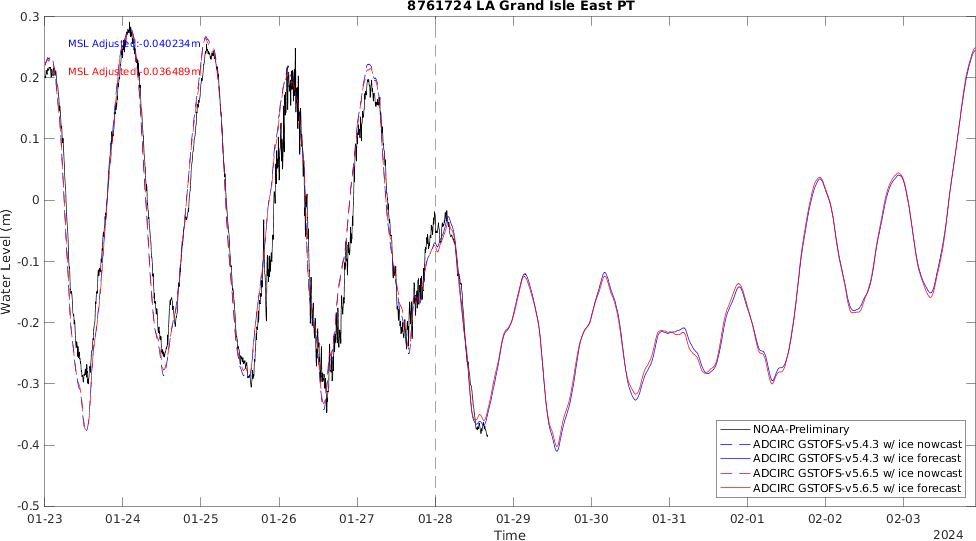 8761724 LA Grand Isle East PT
MSL Adjusted:-0.040234m
MSL Adjusted:-0.036489m
Water Level (m)
0.3
0.2
0.1
0
-0.1
-0.2
-0.3
-0.4
-0.5
NOAA-Preliminary
ADCIRC GSTOFS-v5.4.3 w/ ice nowcast
ADCIRC GSTOFS-v5.4.3 w/ ice forecast
ADCIRC GSTOFS-v5.6.5 w/ ice nowcast
ADCIRC GSTOFS-v5.6.5 w/ ice forecast
01-23 01-24 01-25 01-26 01-27 01-28 01-29 01-30 01-31 02-01 02-02 02-03
Time
2024